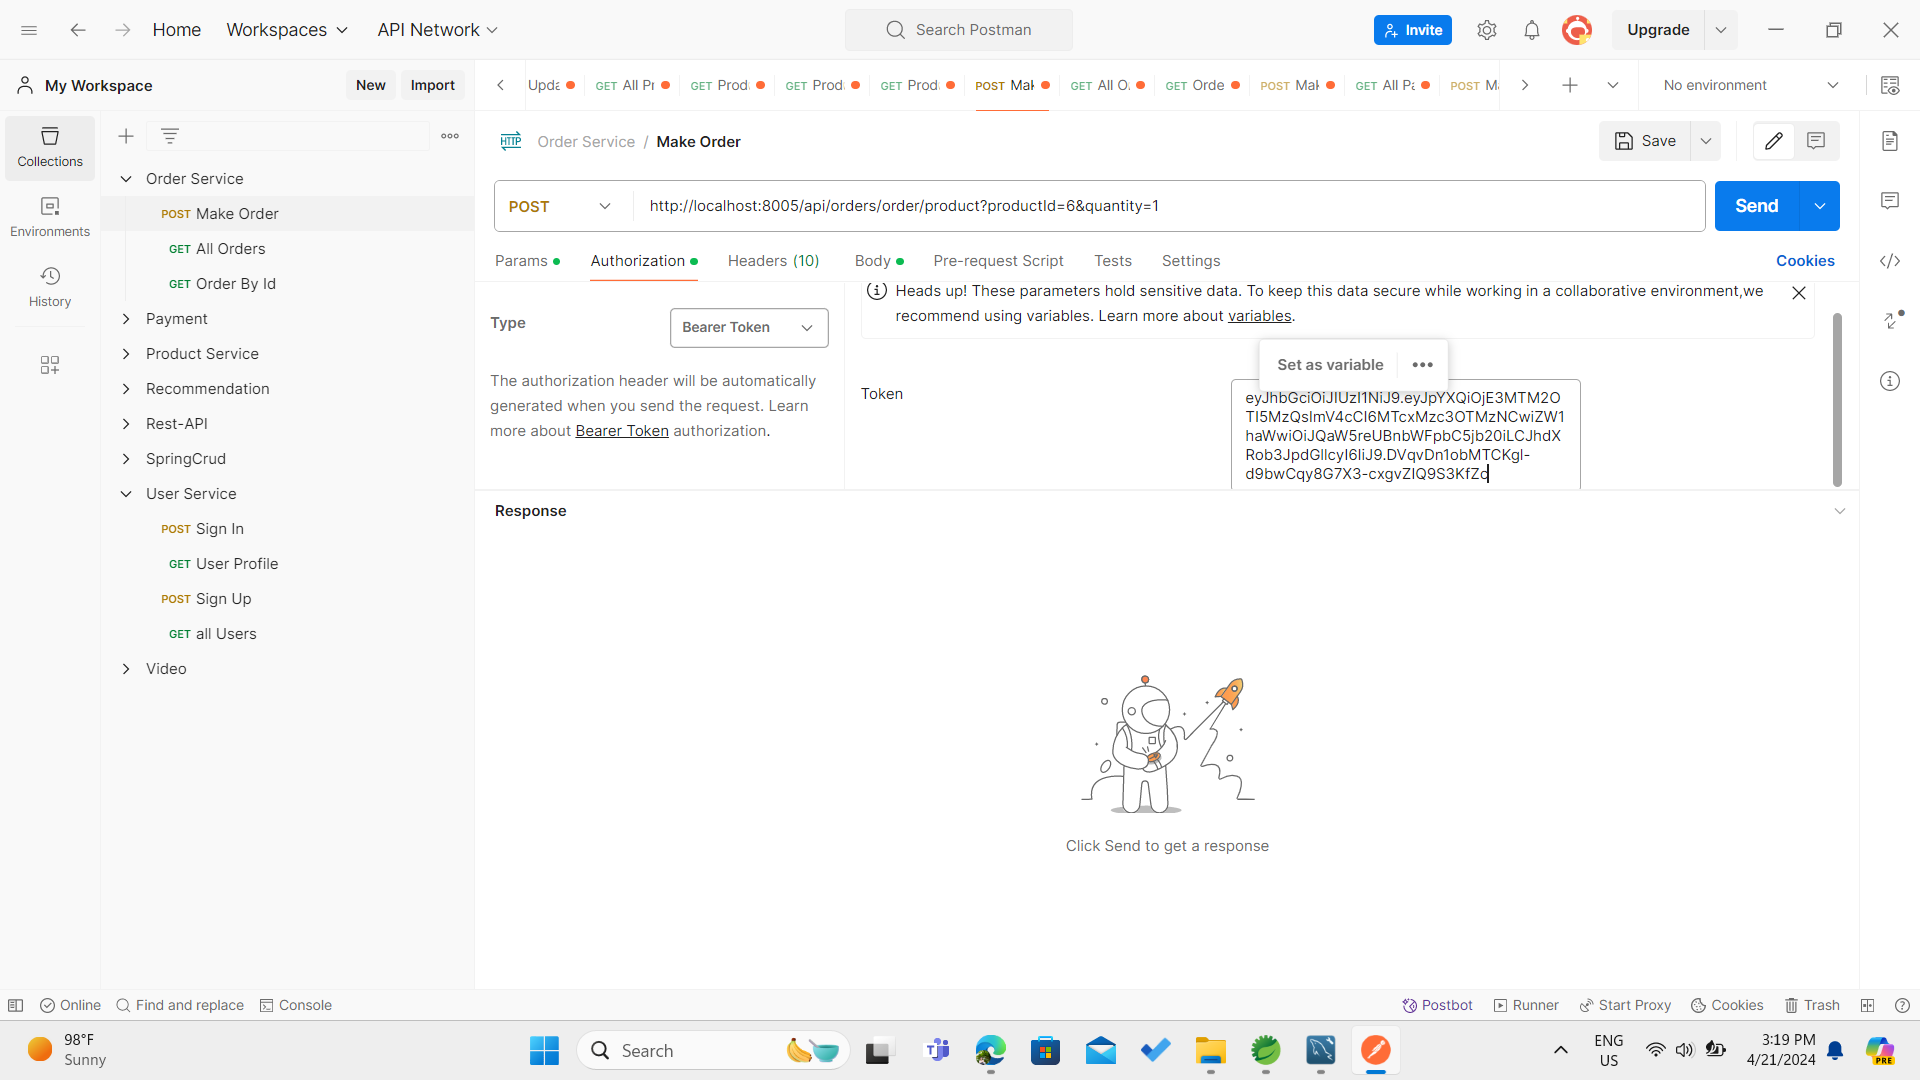 Home
Workspaces
API Network
Search Postman
Invite
Upgrade
My Workspace
New
Import
Upda
GET All Pr
GET Prod
GET Prod
GET Prod
POST Mak
GET All O
GET Orde
POST Mak
GET All Pa
POST Ma
No environment
Collections
Environments
History
Order Service
POST Make Order
GET All Orders
GET Order By Id
Payment
Product Service
Recommendation
Rest-API
SpringCrud
User Service
POST Sign In
GET User Profile
POST Sign Up
GET all Users
Video
HTTP Order Service / Make Order
Save
POST
http://localhost:8005/api/orders/order/product?productId=6&quantity=1
Send
Params
Authorization
Headers (10)
Body
Pre-request Script
Tests
Settings
Cookies
Type
Bearer Token
The authorization header will be automatically
generated when you send the request. Learn
more about Bearer Token authorization.
Heads up! These parameters hold sensitive data. To keep this data secure while working in a collaborative environment,we
recommend using variables. Learn more about variables.
Set as variable
Token
Response
Click Send to get a response
Online
Find and replace
Console
Postbot
Runner
Start Proxy
Cookies
Trash
98°F
Sunny
Search
ENG
US
3:19 PM
4/21/2024
PRE